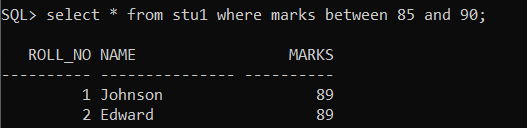 SQL> select * from stu1 where marks between 85 and 90;
ROLL_NO NAME MARKS
---------- --------------- ----------
1 Johnson 89
2 Edward 89